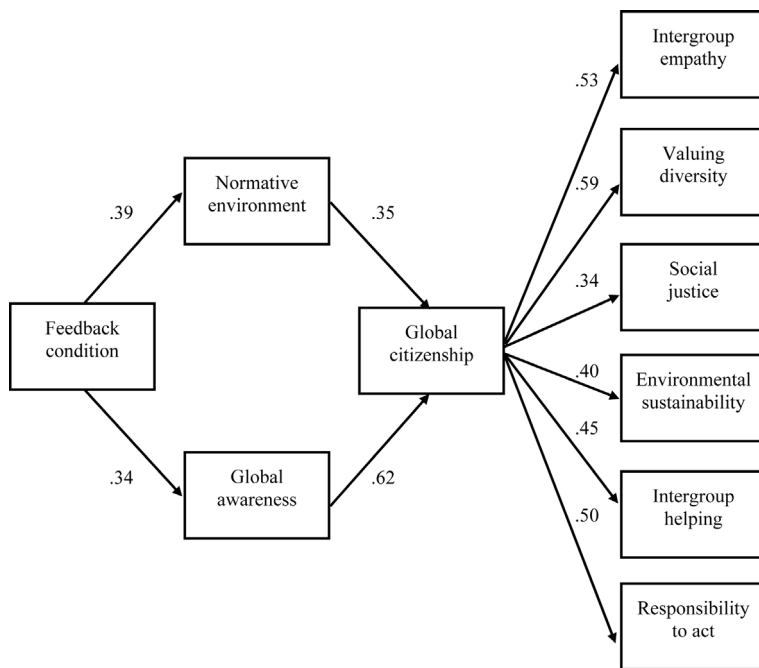 Intergroup
empathy
.53
Valuing
diversity
.59
Normative
environment
.39
.35
Social
justice
.34
Feedback
condition
Global
citizenship
Environmental
sustainability
.40
.45
Global
awareness
.34
.62
Intergroup
helping
.50
Responsibility
to act